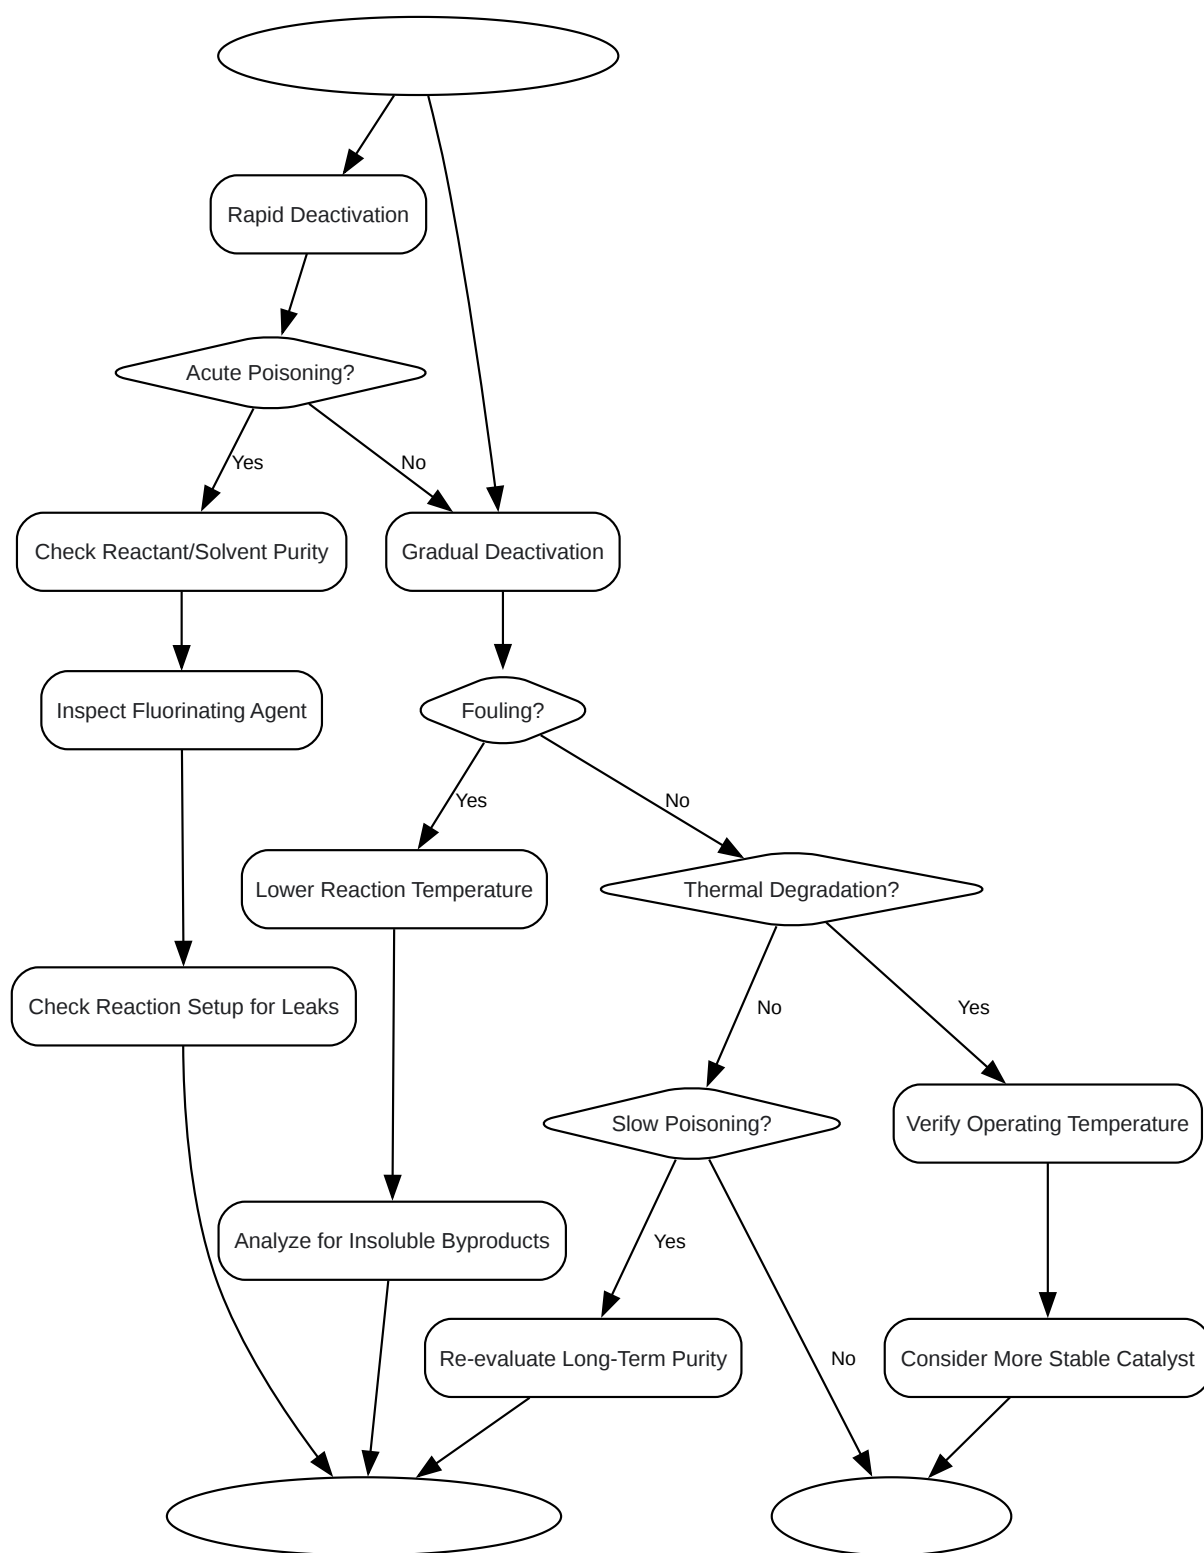 Rapid Deactivation
Acute Poisoning?
Yes
No
Check Reactant/Solvent Purity
Gradual Deactivation
Inspect Fluorinating Agent
Fouling?
Yes
No
Lower Reaction Temperature
Thermal Degradation?
Check Reaction Setup for Leaks
No
Yes
Slow Poisoning?
Verify Operating Temperature
Analyze for Insoluble Byproducts
Yes
Re-evaluate Long-Term Purity
No
Consider More Stable Catalyst